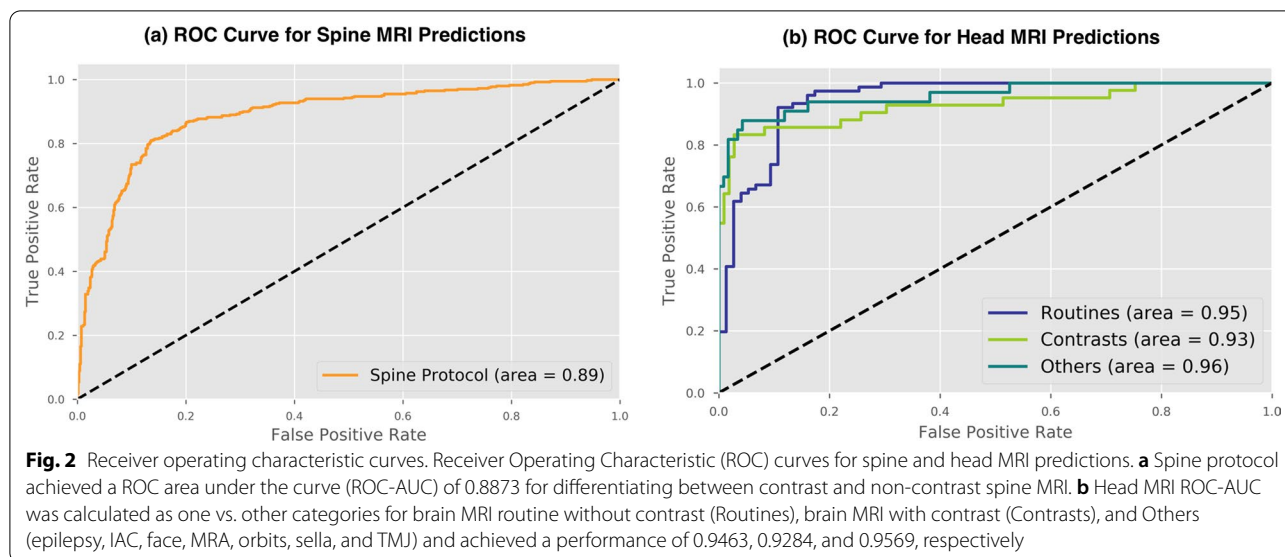 (a) ROC Curve for Spine MRI Predictions
True Positive Rate
1.0
0.8
0.6
0.4
0.2
0.0
Spine Protocol (area = 0.89)
0.0 0.2 0.4 0.6 0.8 1.0
False Positive Rate
(b) ROC Curve for Head MRI Predictions
True Positive Rate
1.0
0.8
0.6
0.4
0.2
0.0
Routines (area = 0.95)
Contrasts (area = 0.93)
Others (area = 0.96)
0.0 0.2 0.4 0.6 0.8 1.0
False Positive Rate
Fig. 2 Receiver operating characteristic curves. Receiver Operating Characteristic (ROC) curves for spine and head MRI predictions. a Spine protocol
achieved a ROC area under the curve (ROC-AUC) of 0.8873 for differentiating between contrast and non-contrast spine MRI. b Head MRI ROC-AUC
was calculated as one vs. other categories for brain MRI routine without contrast (Routines), brain MRI with contrast (Contrasts), and Others
(epilepsy, IAC, face, MRA, orbits, sella, and TMJ) and achieved a performance of 0.9463, 0.9284, and 0.9569, respectively